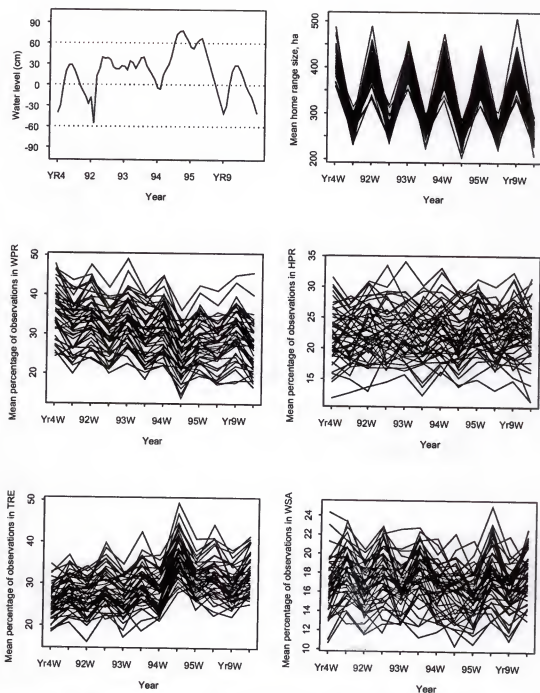 Water level (cm)
90
60
30
0
-30
-60
-90
YR4 92 93 94 95 YR9
Year
Mean home range size, ha
500
400
300
200
Yr4W 92W 93W 94W 95W Yr9W
Year
Mean percentage of observations in WPR
50
40
30
20
Yr4W 92W 93W 94W 95W Yr9W
Year
Mean percentage of observations in HPR
35
30
25
20
15
Yr4W 92W 93W 94W 95W Yr9W
Year
Mean percentage of observations in TRE
50
40
30
20
Yr4W 92W 93W 94W 95W Yr9W
Year
Mean percentage of observations in WSA
24
22
20
18
16
14
12
10
Yr4W 92W 93W 94W 95W Yr9W
Year